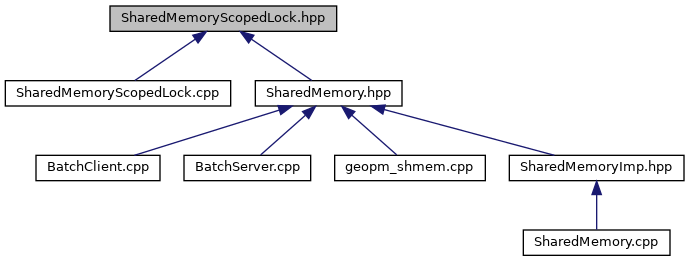 SharedMemoryScopedLock.hpp
SharedMemoryScopedLock.cpp
SharedMemory.hpp
BatchClient.cpp
BatchServer.cpp
geopm_shmem.cpp
SharedMemoryImp.hpp
SharedMemory.cpp